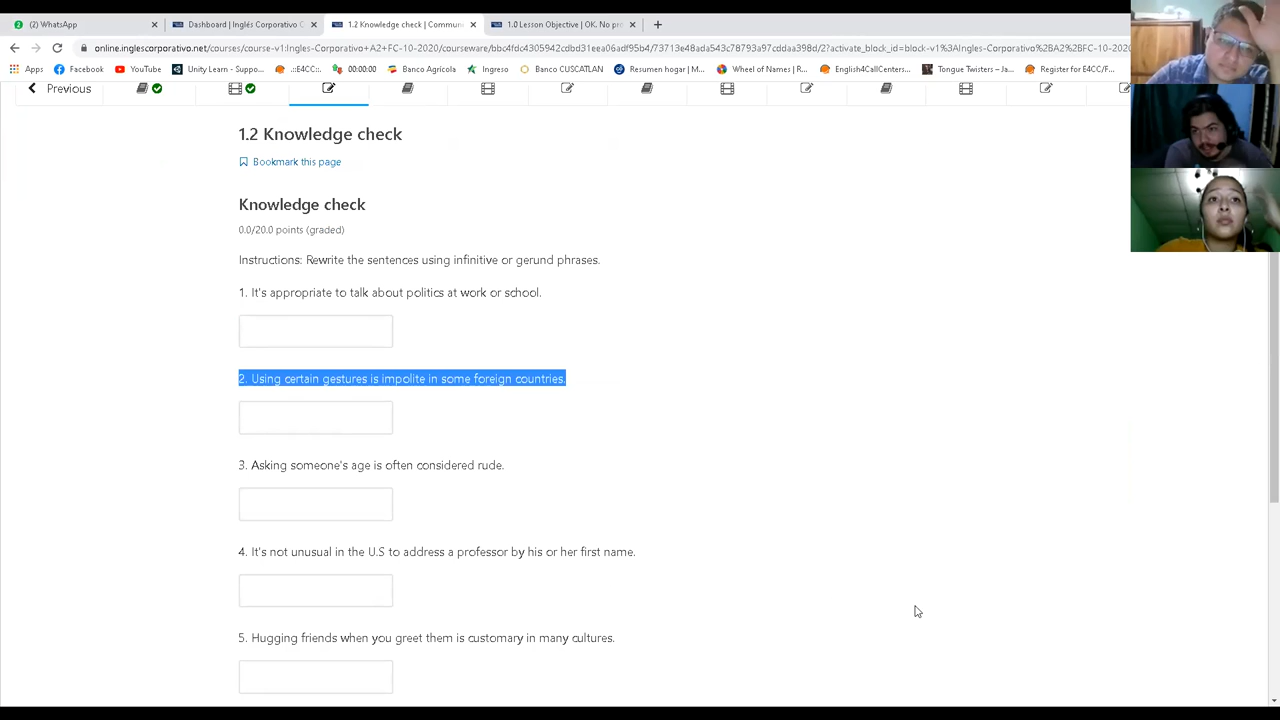 (2) WhatsApp
Dashboard | Inglés Corporativo C
1.2 Knowledge check | Commun
1.0 Lesson Objective | OK. No pr
online.inglescorporativo.net/courses/course-v1:Ingles-Corporativo+A2+FC-10-2020/courseware/bbc4fdc4305942cdbd31eea06adf95b4/73713e48ada543c78793a97cddaa398d/2?activate_block_id=block-v1%3AIngles-Corporativo%2BA2%2BFC-10-2020
Apps
Facebook
YouTube
Unity Learn - Suppo...
.::E4CC::.
00:00:00
Banco Agrícola
Ingreso
Banco CUSCATLAN
Resumen hogar | M...
Wheel of Names | R...
English4CallCenters...
Tongue Twisters – Ja...
Register for E4CC/F...
Previous
1.2 Knowledge check
Bookmark this page
Knowledge check
0.0/20.0 points (graded)
Instructions: Rewrite the sentences using infinitive or gerund phrases.
1. It's appropriate to talk about politics at work or school.
2. Using certain gestures is impolite in some foreign countries.
3. Asking someone's age is often considered rude.
4. It's not unusual in the U.S to address a professor by his or her first name.
5. Hugging friends when you greet them is customary in many cultures.